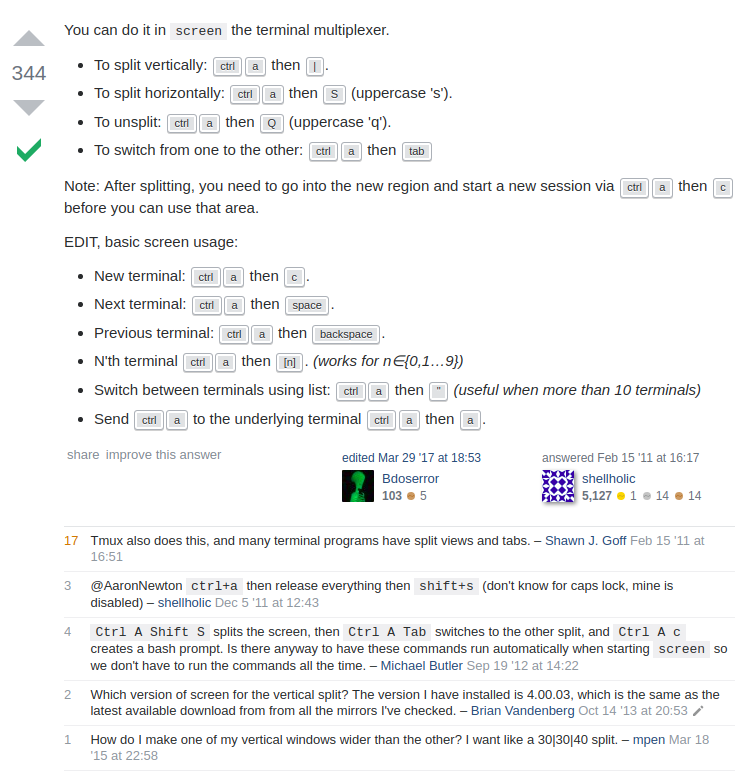 You can do it in screen the terminal multiplexer.
344
To split vertically: ctrl a then |.
To split horizontally: ctrl a then S (uppercase 's').
To unsplit: ctrl a then Q (uppercase 'q').
To switch from one to the other: ctrl a then tab
Note: After splitting, you need to go into the new region and start a new session via ctrl a then c
before you can use that area.
EDIT, basic screen usage:
New terminal: ctrl a then c.
Next terminal: ctrl a then space.
Previous terminal: ctrl a then backspace.
N'th terminal ctrl a then [n]. (works for n∈{0,1…9})
Switch between terminals using list: ctrl a then " (useful when more than 10 terminals)
Send ctrl a to the underlying terminal ctrl a then a.
share improve this answer
edited Mar 29 '17 at 18:53
Bdoserror
103 5
answered Feb 15 '11 at 16:17
shellholic
5,127 1 14 14
17 Tmux also does this, and many terminal programs have split views and tabs. – Shawn J. Goff Feb 15 '11 at
16:51
3 @AaronNewton ctrl+a then release everything then shift+s (don't know for caps lock, mine is
disabled) – shellholic Dec 5 '11 at 12:43
4 Ctrl A Shift S splits the screen, then Ctrl A Tab switches to the other split, and Ctrl A c
creates a bash prompt. Is there anyway to have these commands run automatically when starting screen so
we don't have to run the commands all the time. – Michael Butler Sep 19 '12 at 14:22
2 Which version of screen for the vertical split? The version I have installed is 4.00.03, which is the same as the
latest available download from from all the mirrors I've checked. – Brian Vandenberg Oct 14 '13 at 20:53
1 How do I make one of my vertical windows wider than the other? I want like a 30|30|40 split. – mpen Mar 18
'15 at 22:58